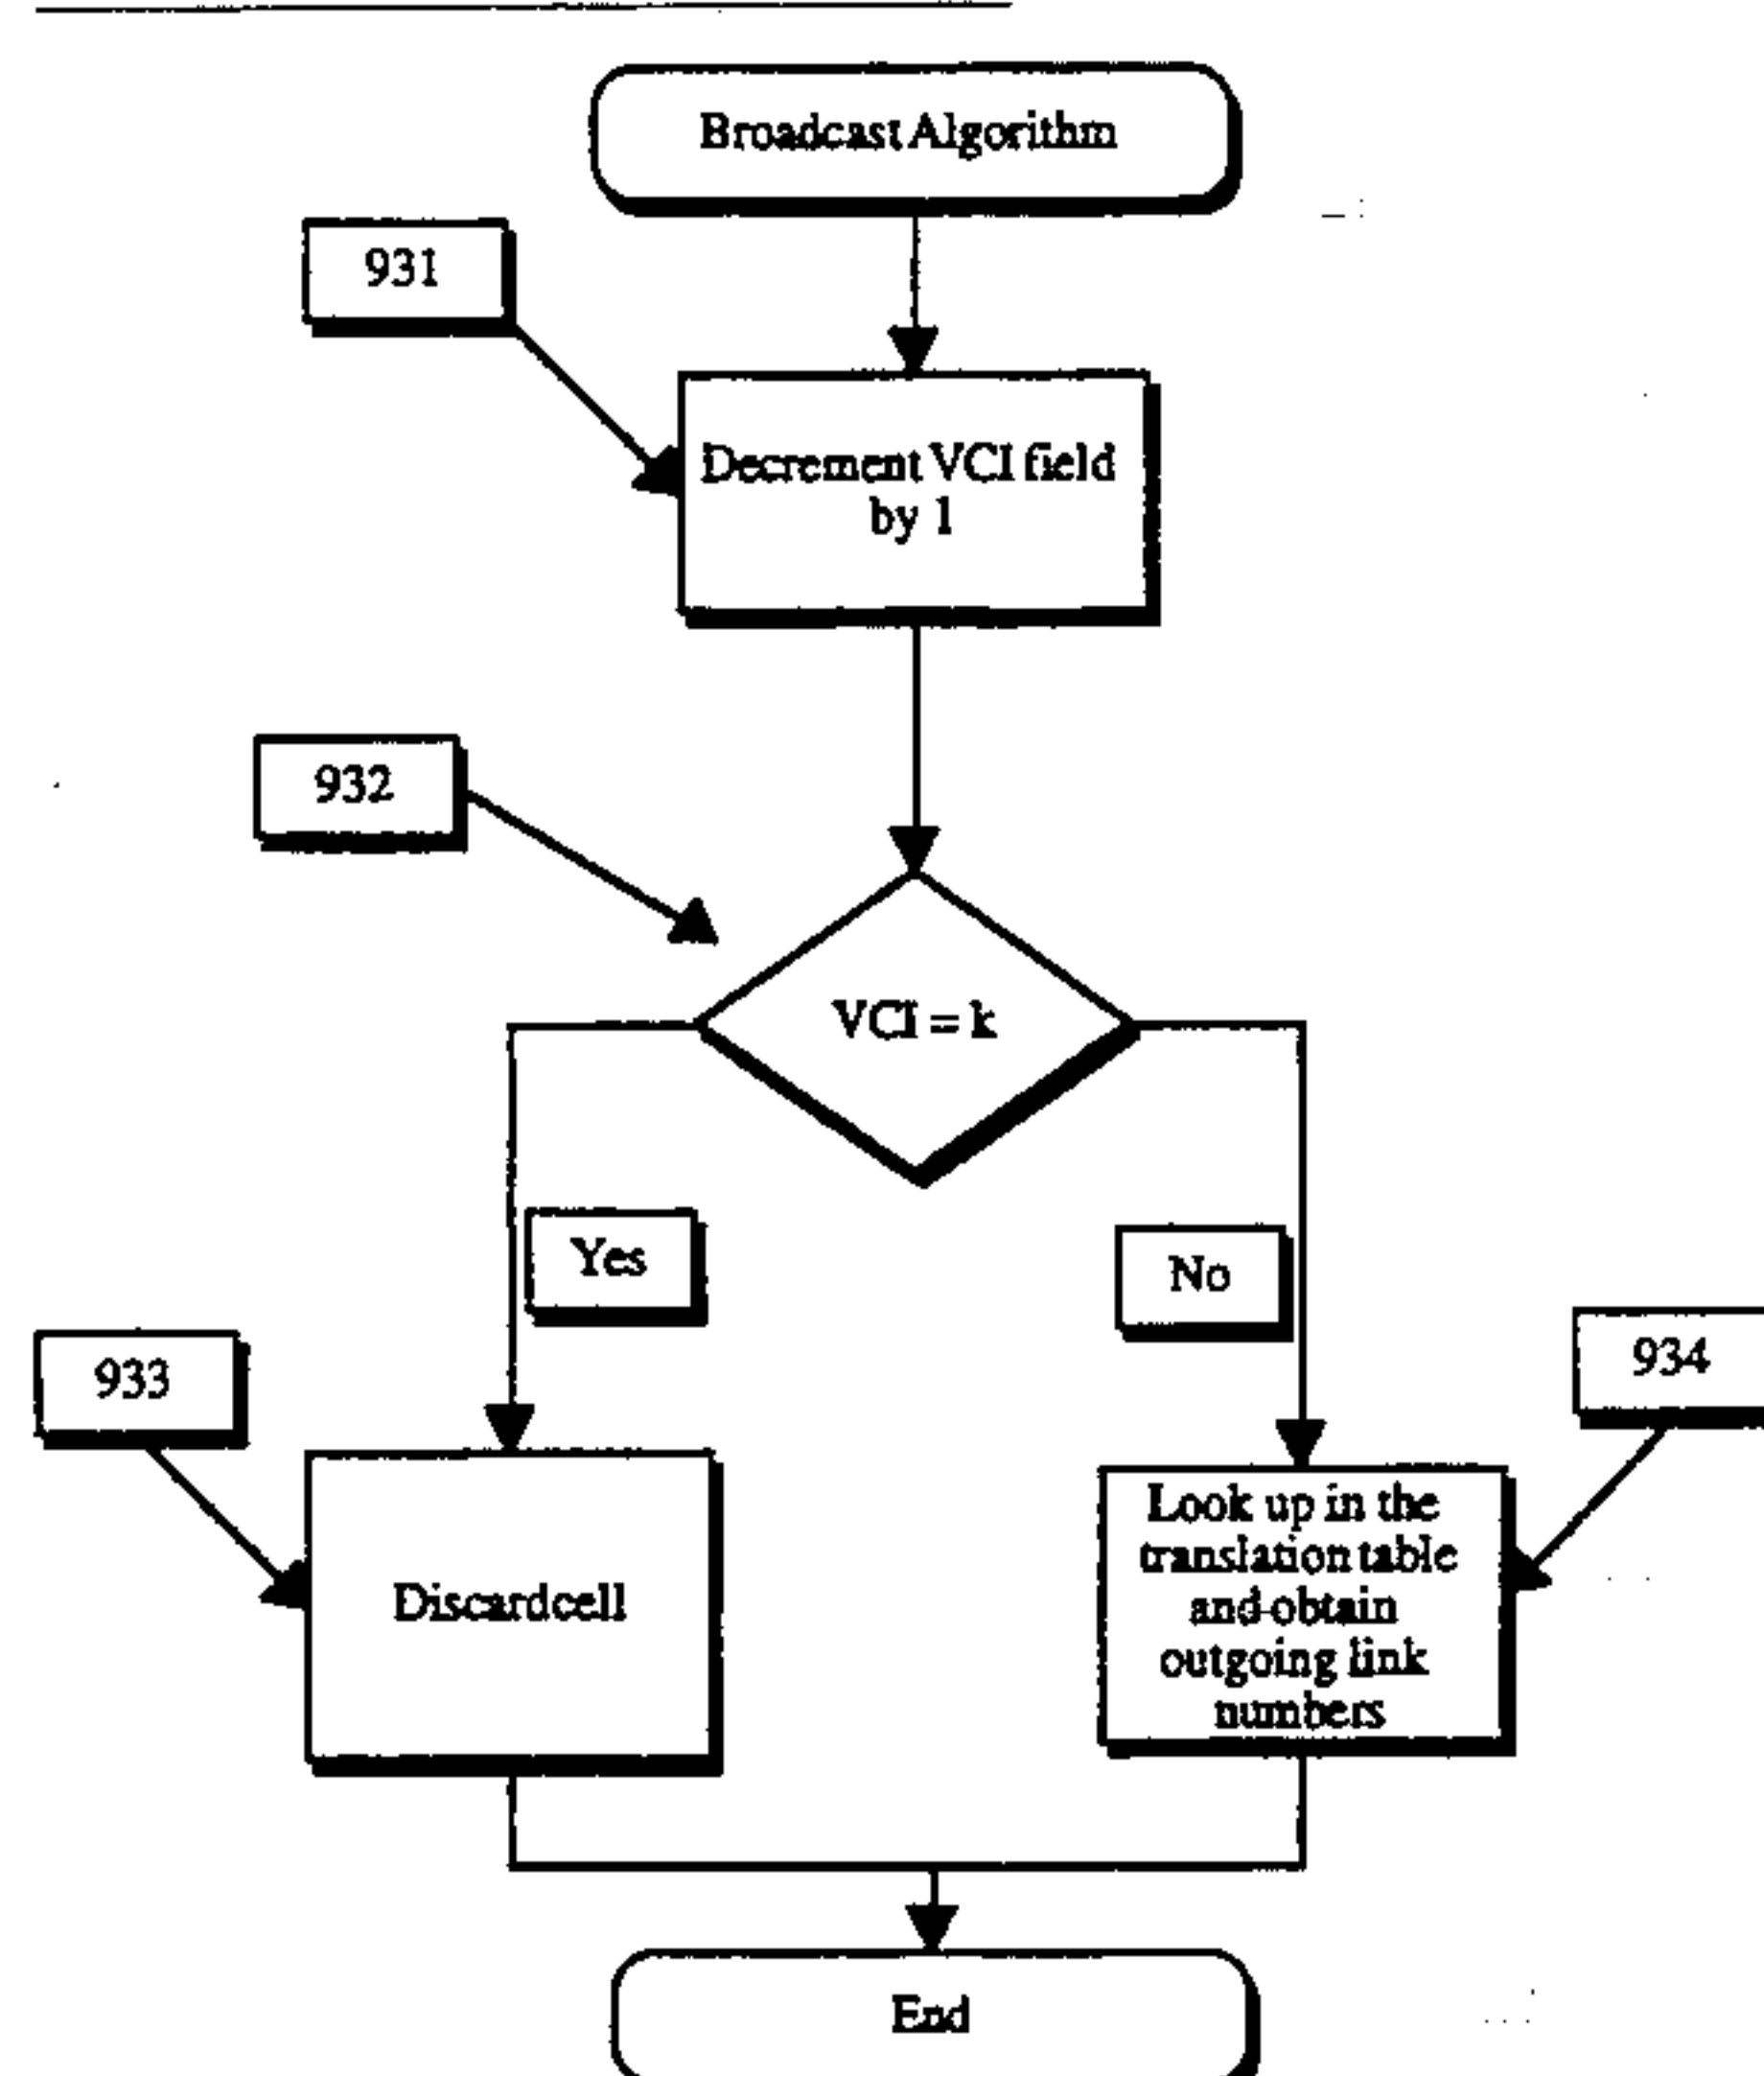 Broadcast Algorithm
931
Decrement VCI field
by 1
932
VCI = k
Yes
No
933
934
Discardcell
Look up in the
translation table
and obtain
outgoing link
numbers
End